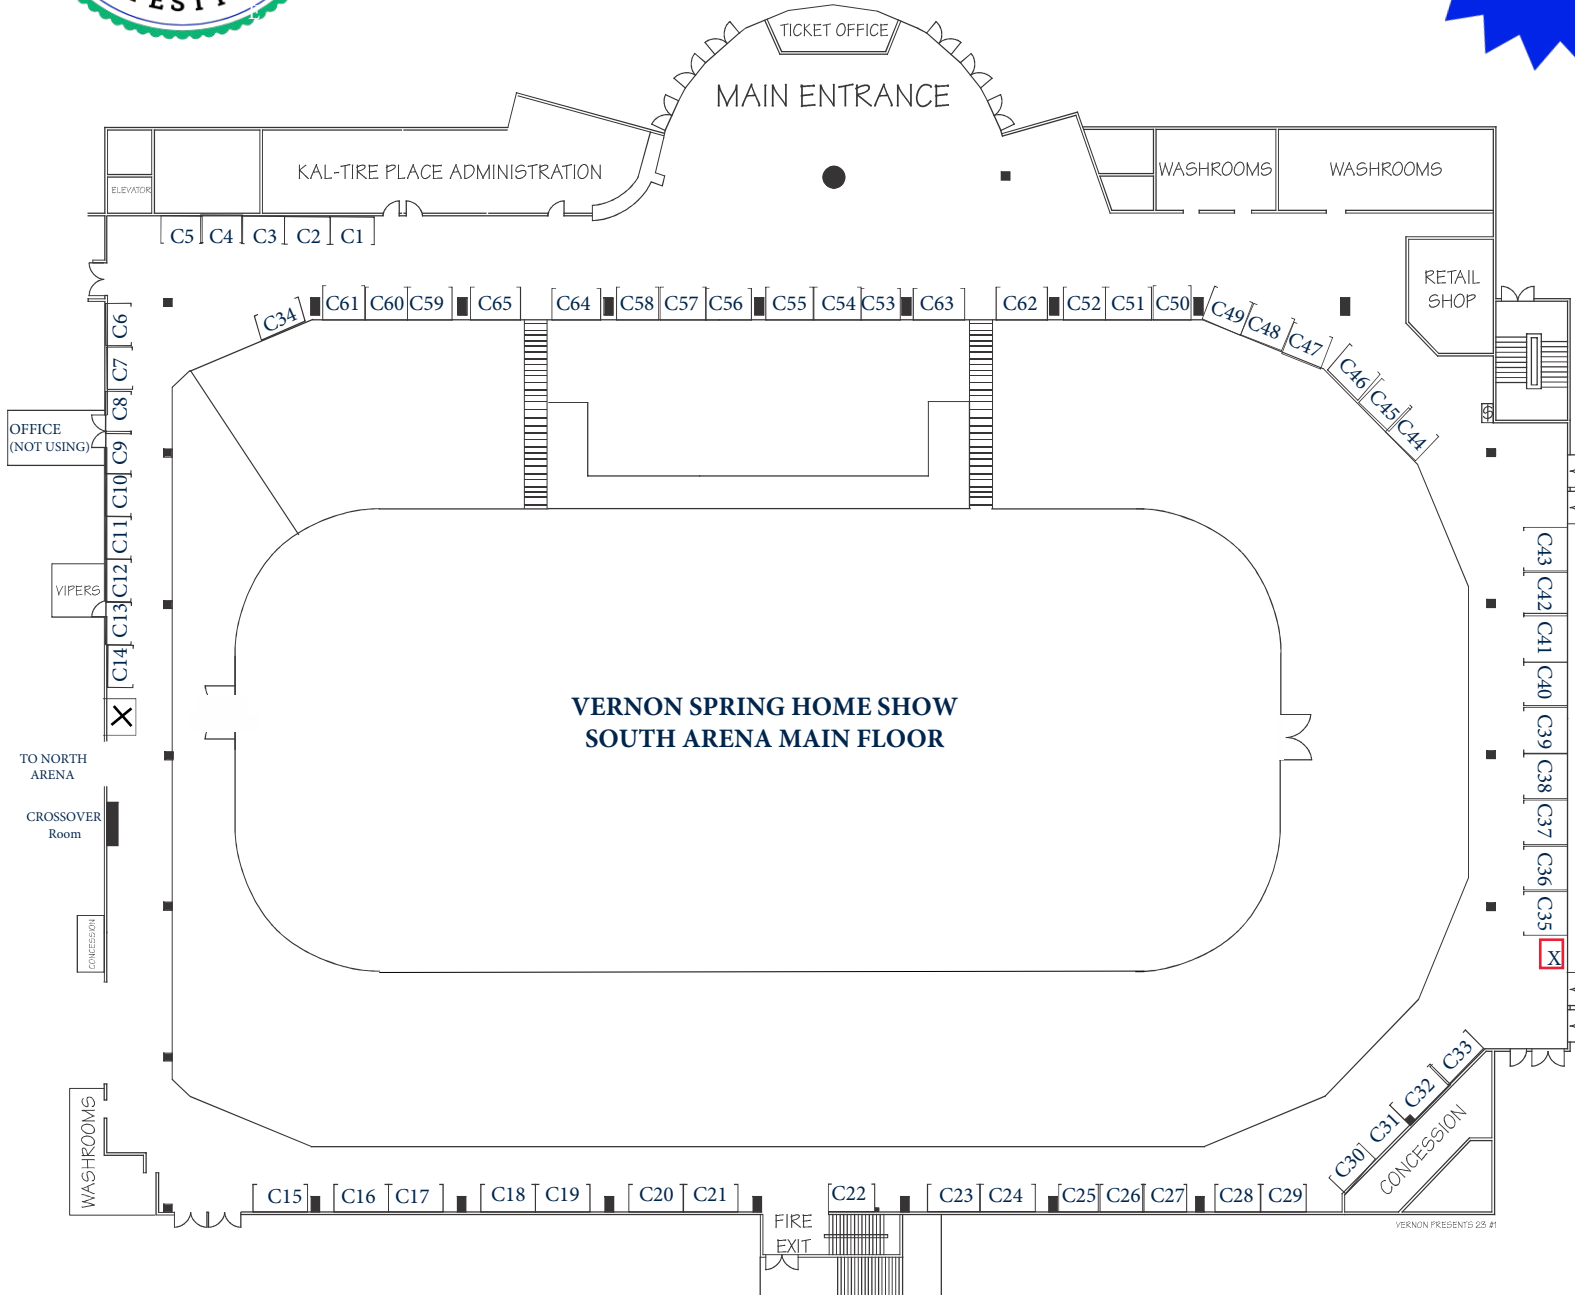 ESTI
E
TICKET OFFICE
MAIN ENTRANCE
KAL-TIRE PLACE ADMINISTRATION
ELEVATOR
WASHROOMS
WASHROOMS
C5 C4 C3 C2 C1
RETAIL
SHOP
C34 C61 C60 C59 C65 C64 C58 C57 C56 C55 C54 C53 C63 C62 C52 C51 C50 C49 C48 C47 C46 C45 C44
C6
C7
C8
OFFICE
(NOT USING)
C9
C10
C11
C12
VIPERS
C13
C14
X
TO NORTH
ARENA
CROSSOVER
Room
CONCESSION
VERNON SPRING HOME SHOW
SOUTH ARENA MAIN FLOOR
C43
C42
C41
C40
C39
C38
C37
C36
C35
X
C33
C32
C31
C30
CONCESSION
WASHROOMS
C15 C16 C17 C18 C19 C20 C21 C22 C23 C24 C25 C26 C27 C28 C29
FIRE
EXIT
VERNON PRESENTS 23 #1